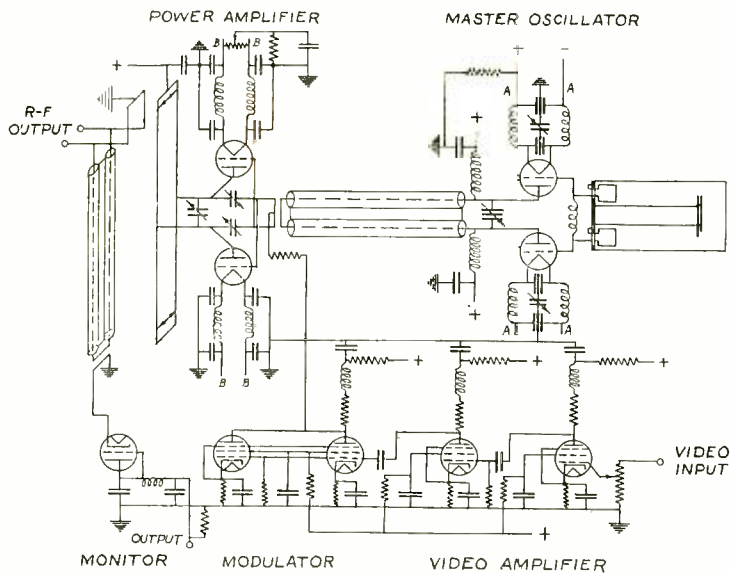 POWER AMPLIFIER
MASTER OSCILLATOR
B B
+ -
+
A A
R-F
OUTPUT
+
+
A A
B B
+ + +
VIDEO
INPUT
OUTPUT
+
MONITOR
MODULATOR
VIDEO AMPLIFIER